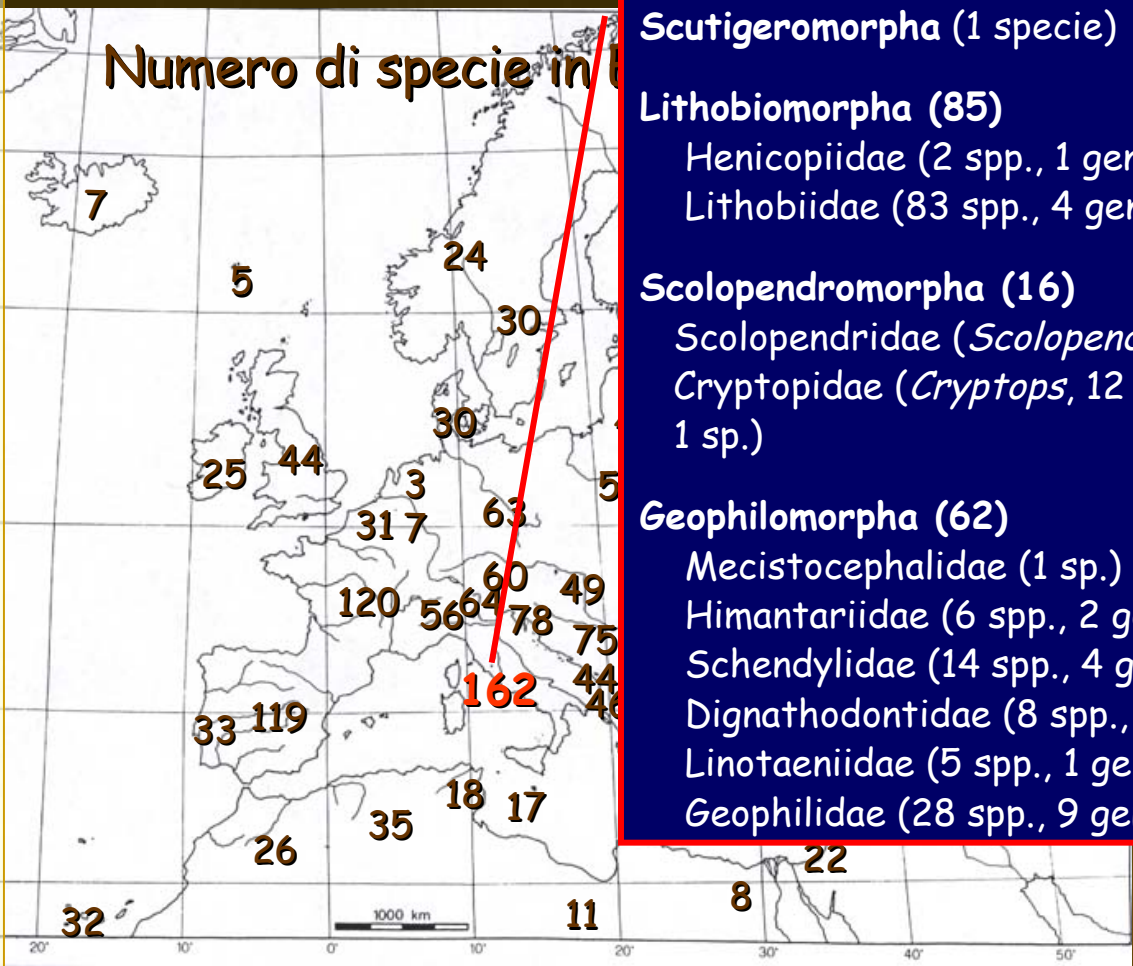 Numero di specie in
7
5
24
30
30
25
44
3
31
7
63
60
49
120
56
64
78
75
44
162
33
119
18
17
35
26
32
11
8
22
1000 km
20°
10°
0°
10°
20°
30°
40°
50°
Scutigeromorpha (1 specie)
Lithobiomorpha (85)
Henicopiidae (2 spp., 1
Lithobiidae (83 spp., 4
Scolopendromorpha (16)
Scolopendridae (
Cryptopidae (Cryptops, 12
1 sp.)
Geophilomorpha (62)
Mecistocephalidae (1 sp.)
Himantariidae (6 spp., 2
Schendylidae (14 spp., 4
Dignathodontidae (8 spp.,
Linotaeniidae (5 spp., 1
Geophilidae (28 spp., 9